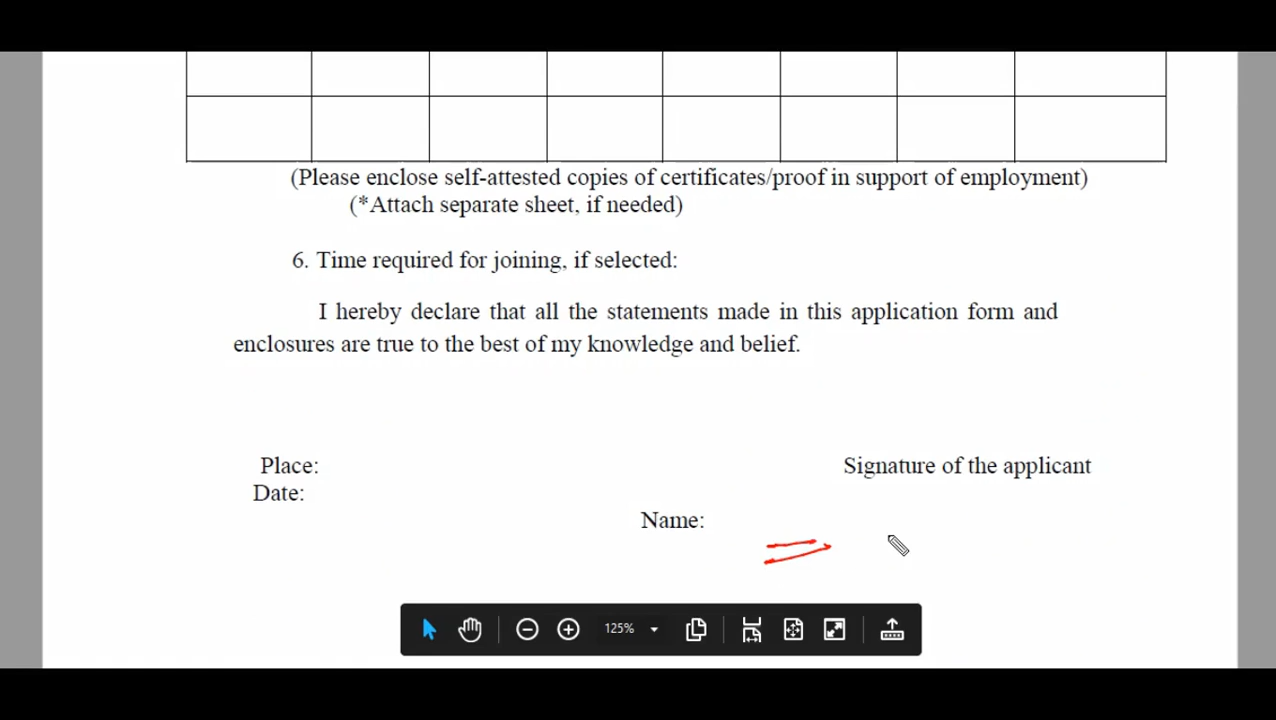 (Please enclose self-attested copies of certificates/proof in support of employment)
(*Attach separate sheet, if needed)
6. Time required for joining, if selected:
I hereby declare that all the statements made in this application form and
enclosures are true to the best of my knowledge and belief.
Place:
Signature of the applicant
Date:
Name:
125%